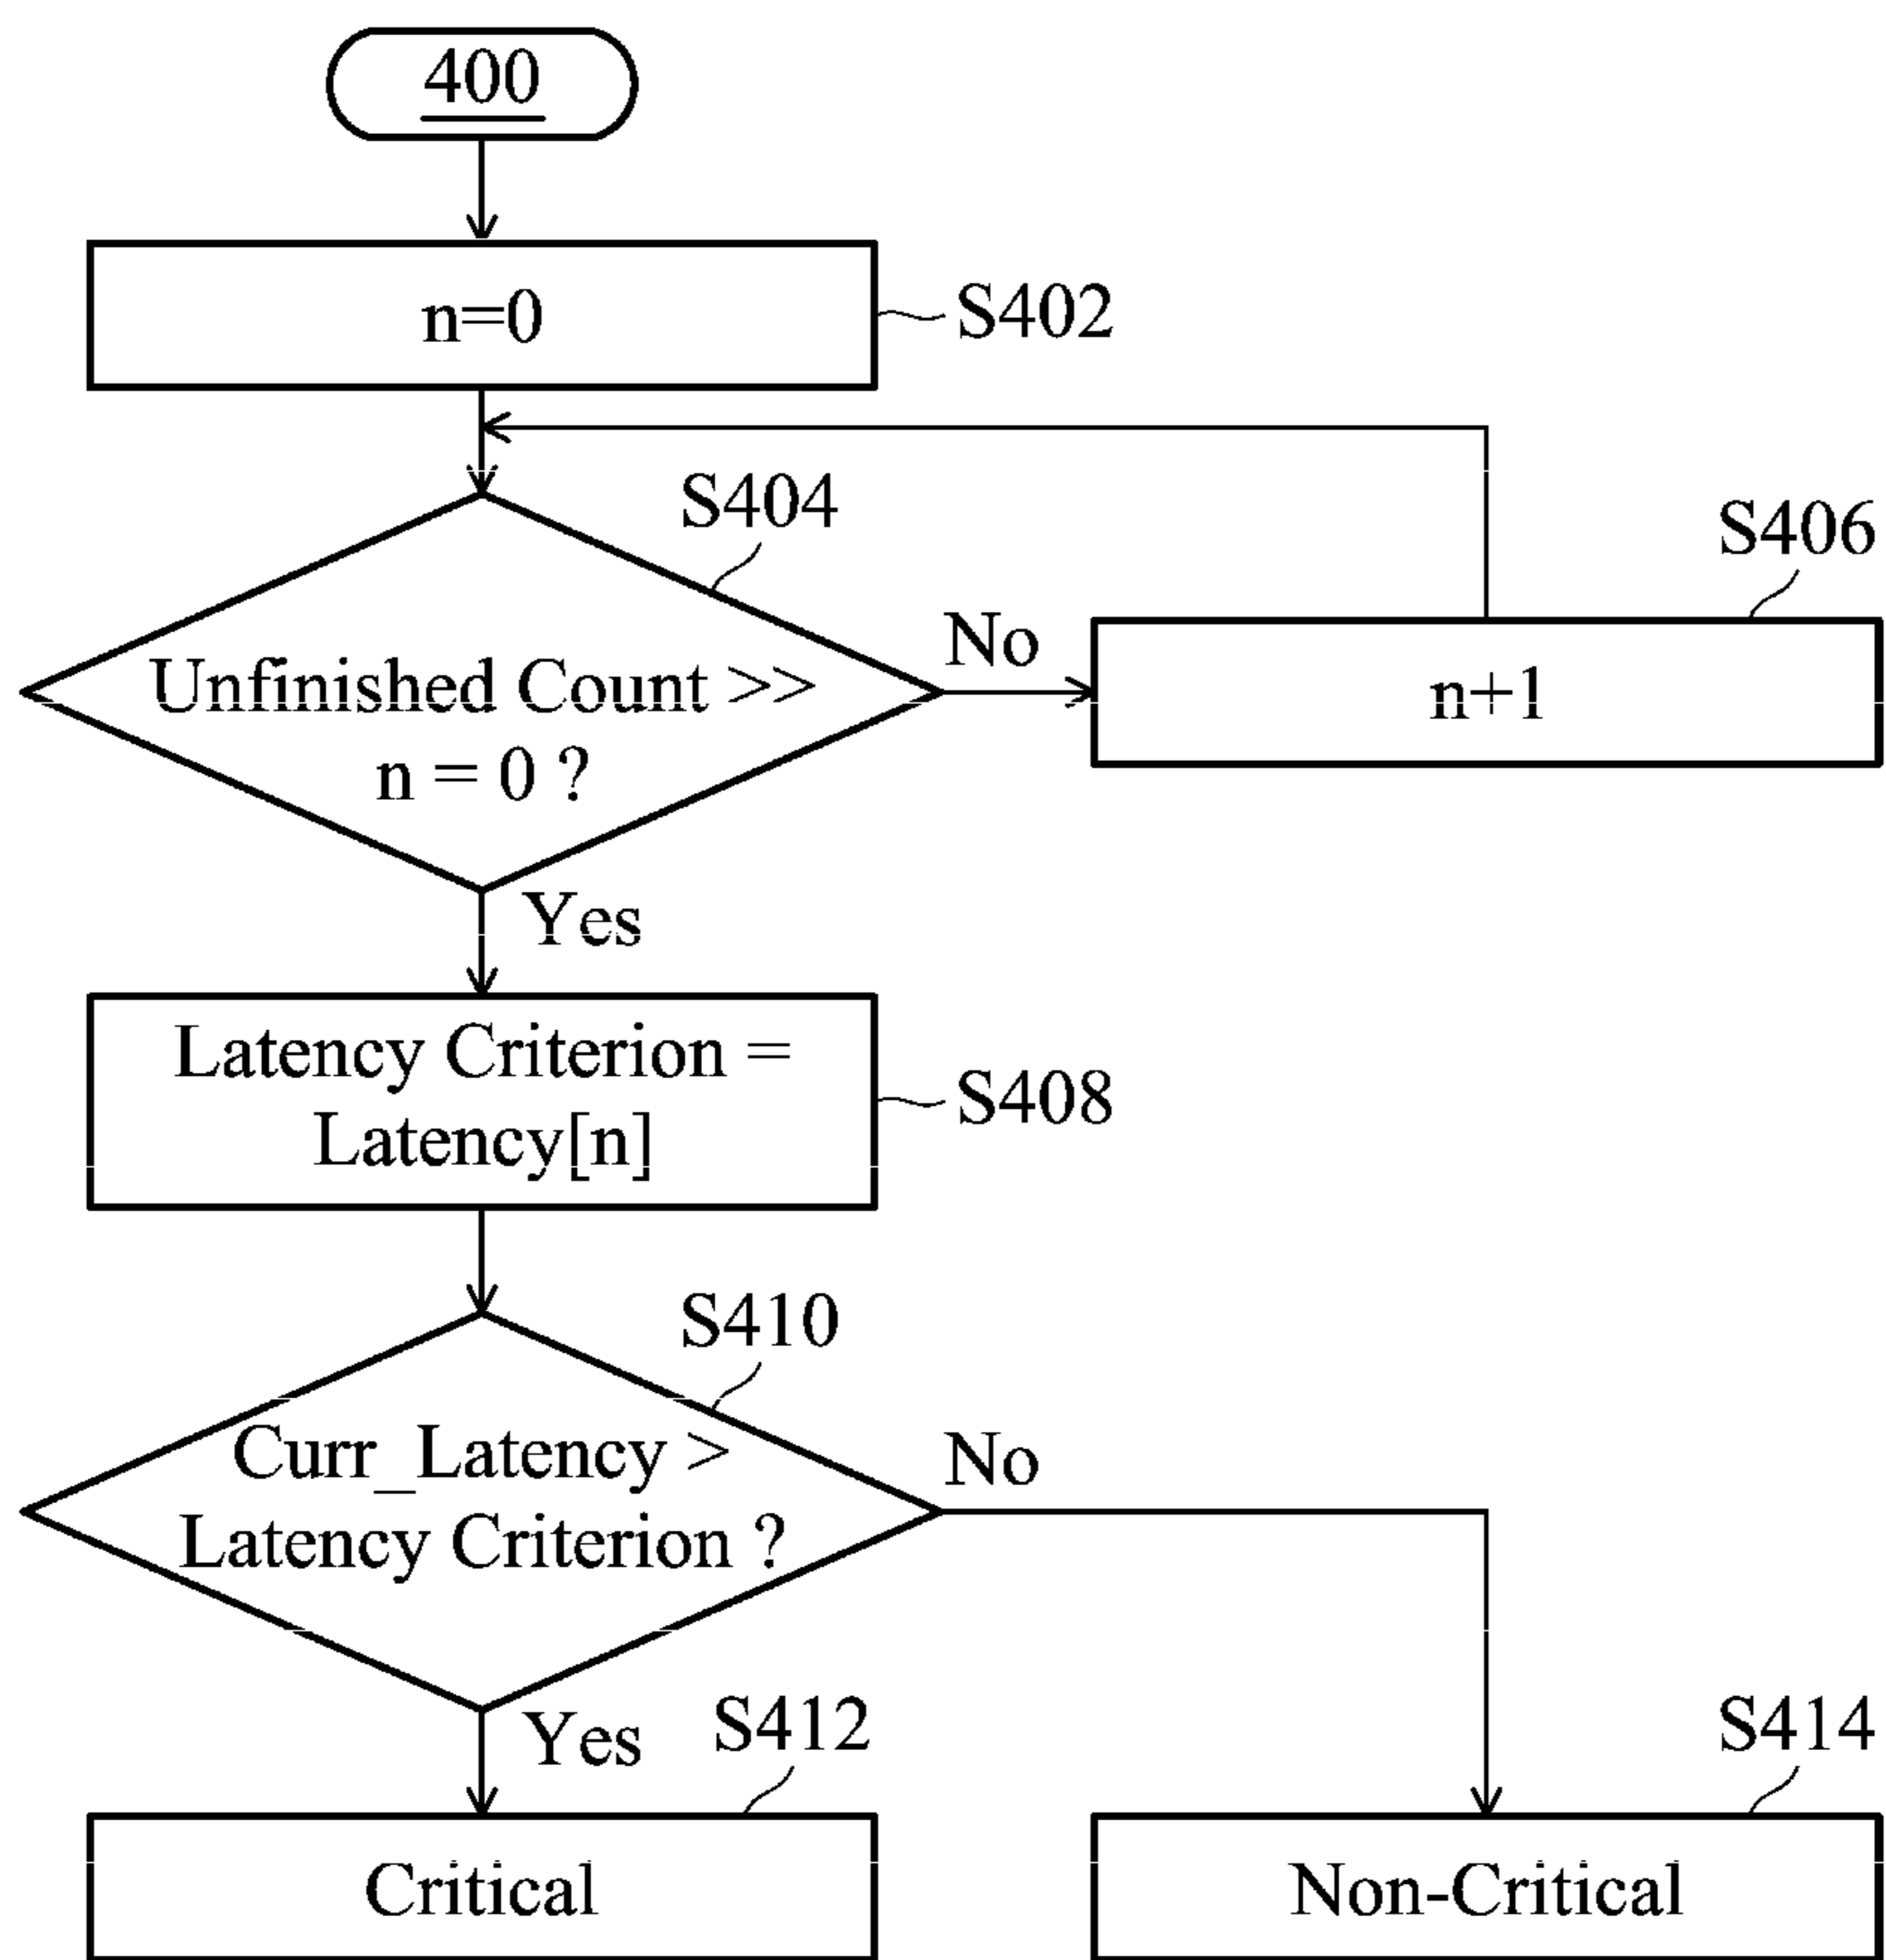 400
n=0
S402
S404
S406
Unfinished Count >>
n = 0 ?
No
n+1
Yes
Latency Criterion =
Latency[n]
S408
S410
Curr_Latency >
Latency Criterion ?
No
Yes
S412
S414
Critical
Non-Critical